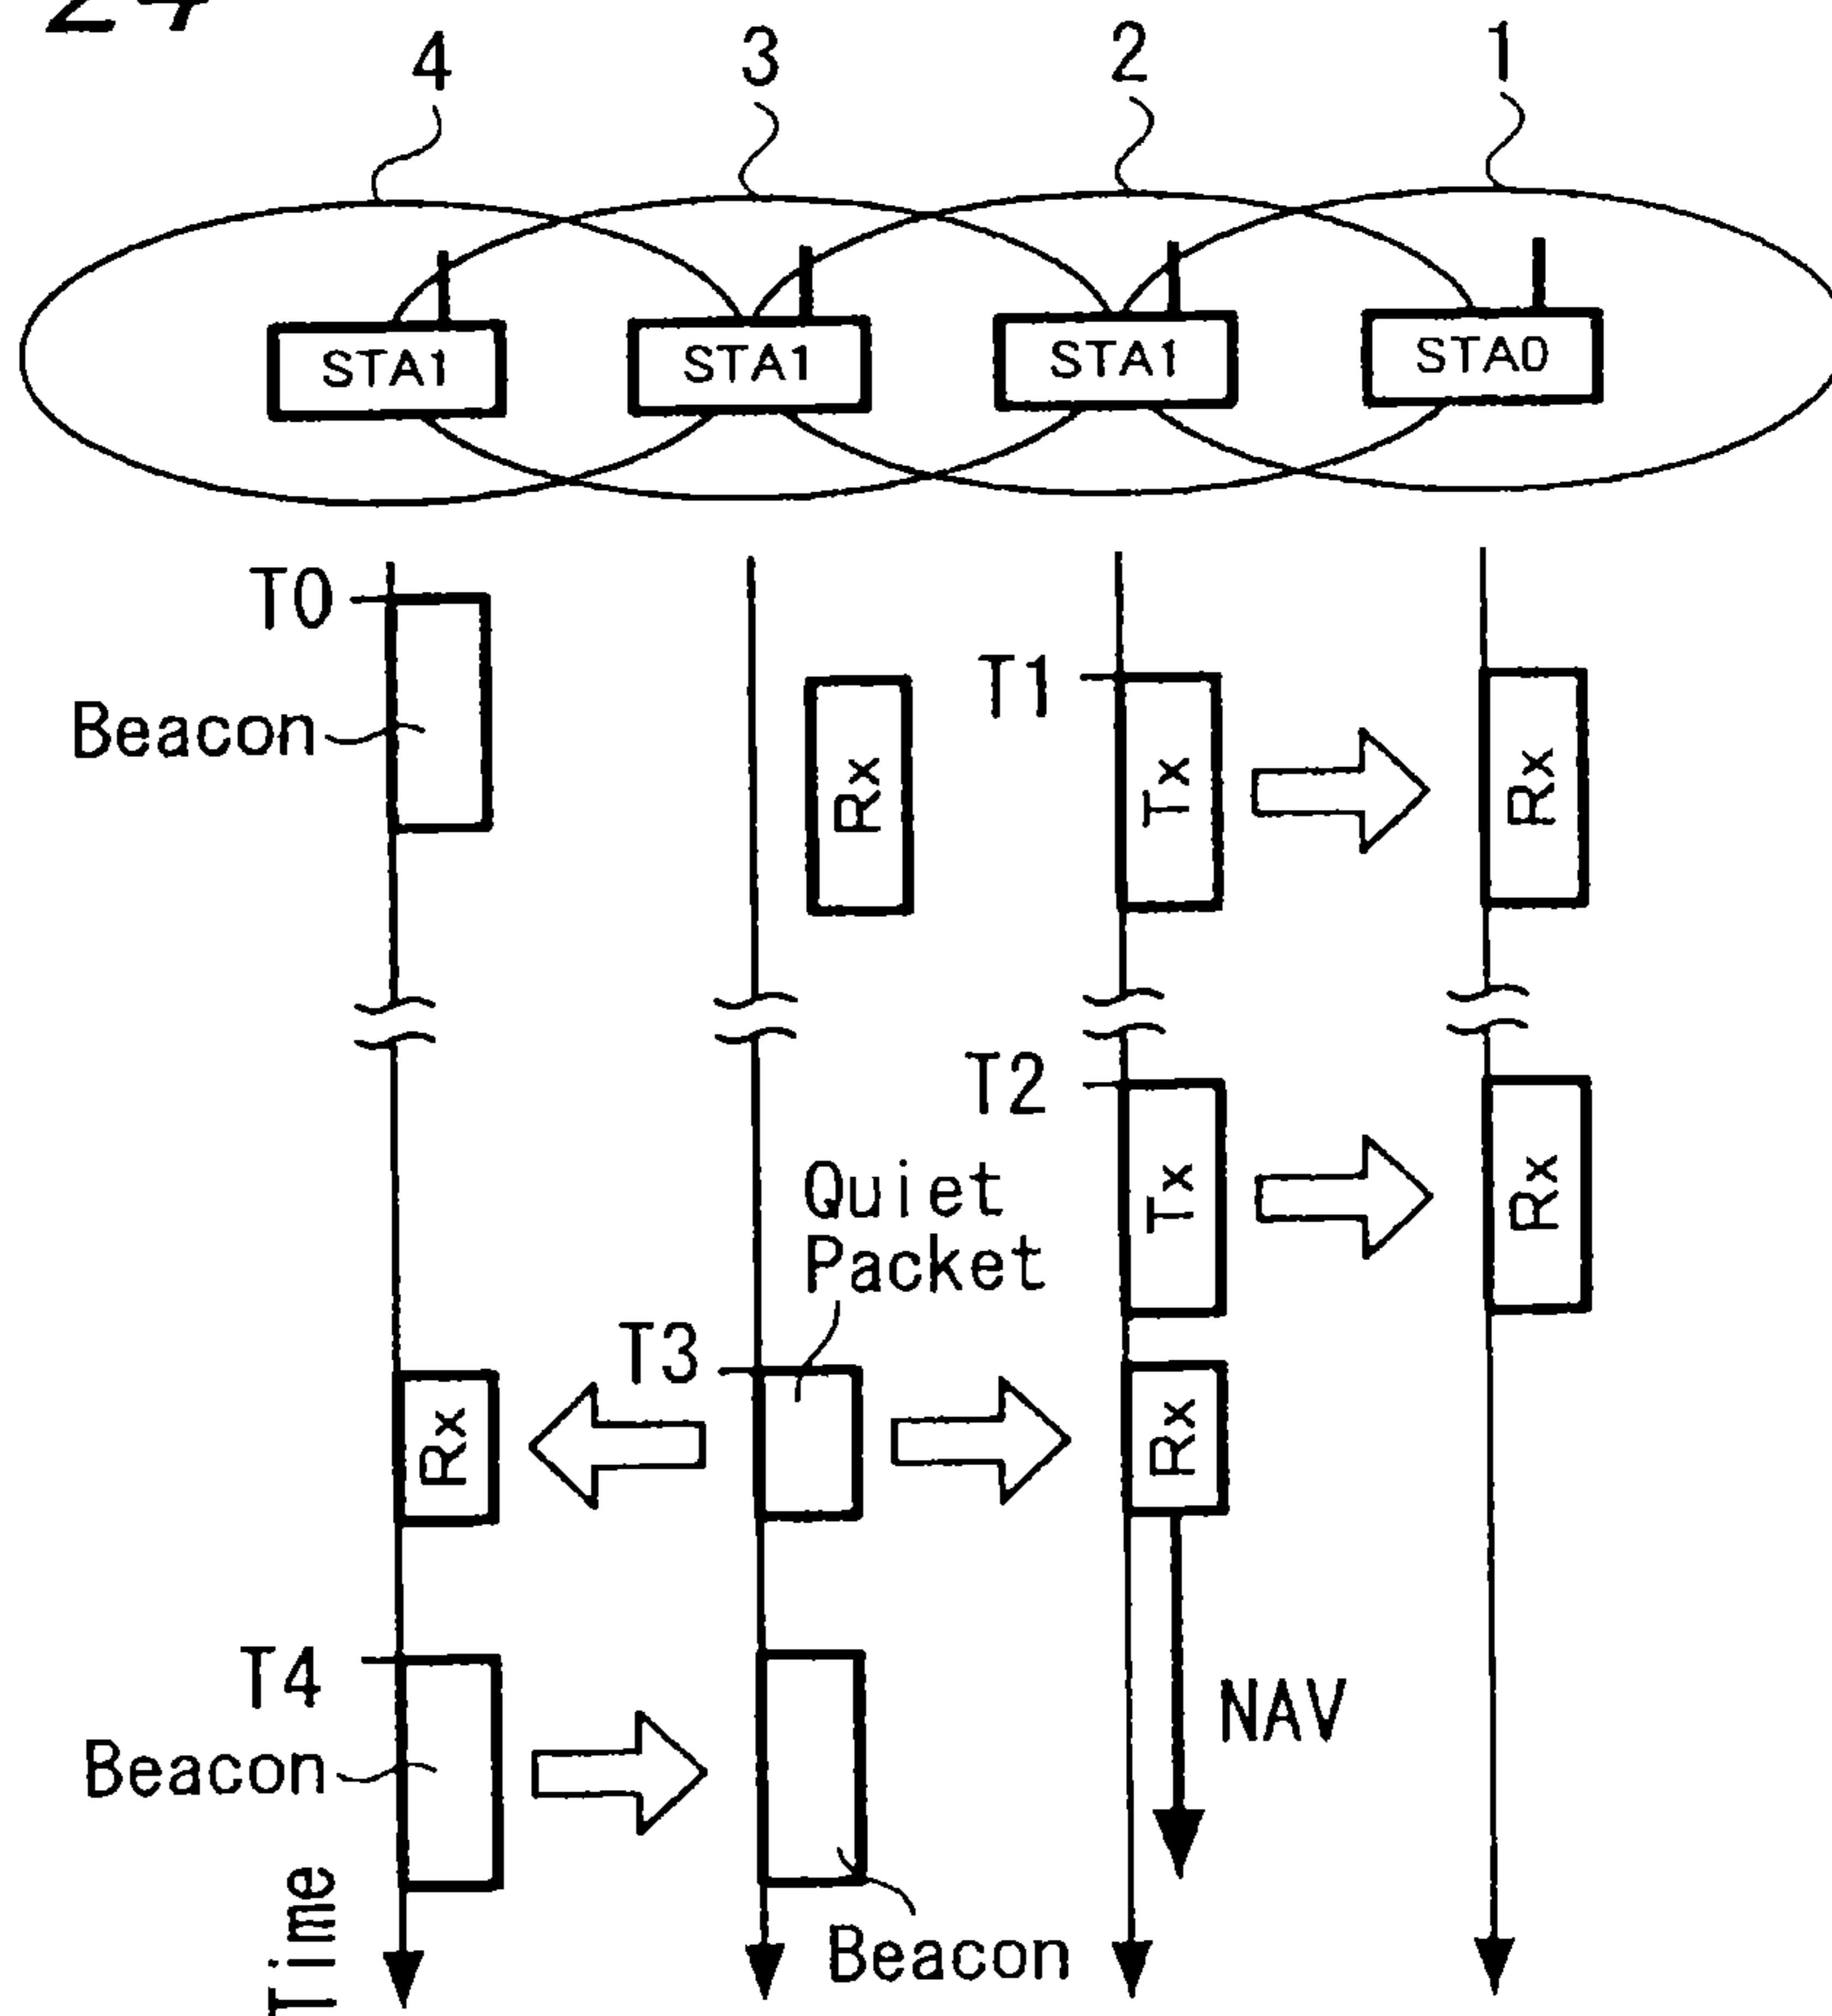 24
4 3 2 1
STA1 STA1 STA1 STA0
T0
T1
Beacon
Rx Tx Rx
T2
Quiet
Packet
Tx Rx
T3
Rx Rx
T4
NAV
Beacon
Beacon
Time